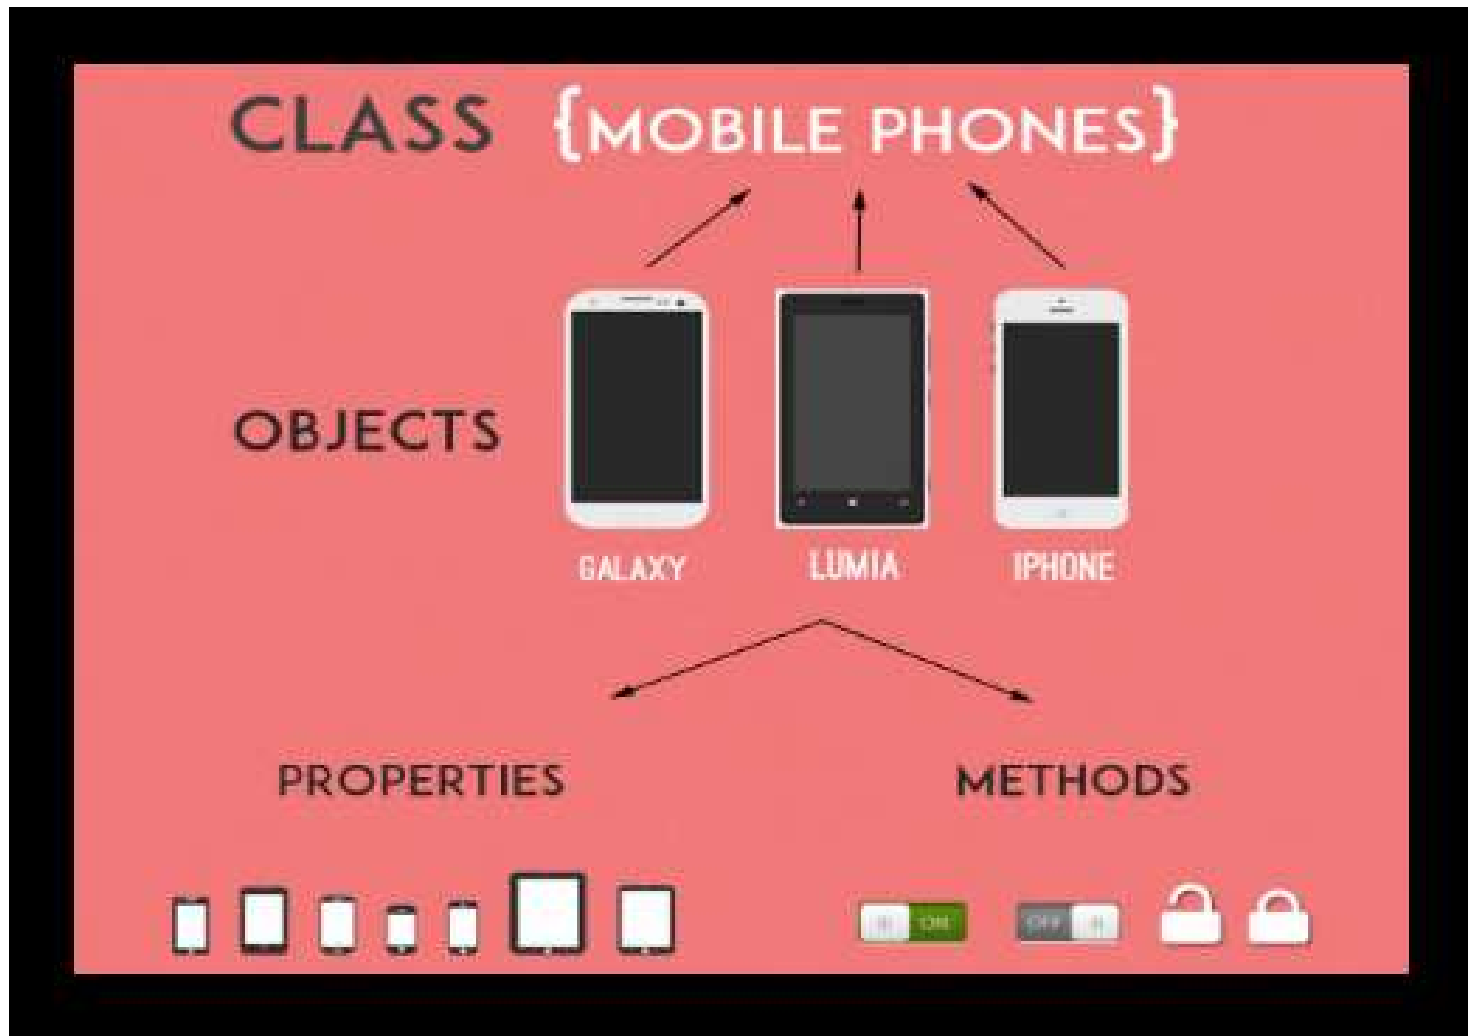 CLASS {MOBILE PHONES}
OBJECTS
GALAXY LUMIA IPHONE
PROPERTIES METHODS
ON OFF